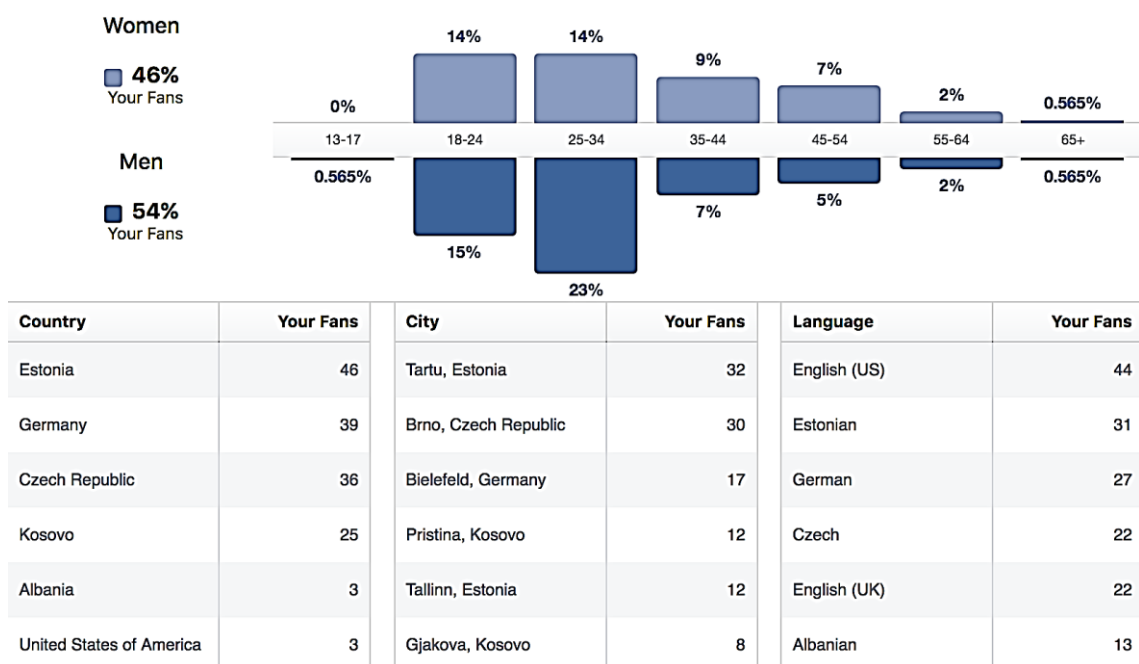 Women
46%
Your Fans
14% 14% 9% 7% 2% 0.565%
0%
13-17 18-24 25-34 35-44 45-54 55-64 65+
Men
54%
Your Fans
0.565% 15% 23% 7% 5% 2% 0.565%
Country Your Fans City Your Fans Language Your Fans
Estonia 46 Tartu, Estonia 32 English (US) 44
Germany 39 Brno, Czech Republic 30 Estonian 31
Czech Republic 36 Bielefeld, Germany 17 German 27
Kosovo 25 Pristina, Kosovo 12 Czech 22
Albania 3 Tallinn, Estonia 12 English (UK) 22
United States of America 3 Gjakova, Kosovo 8 Albanian 13